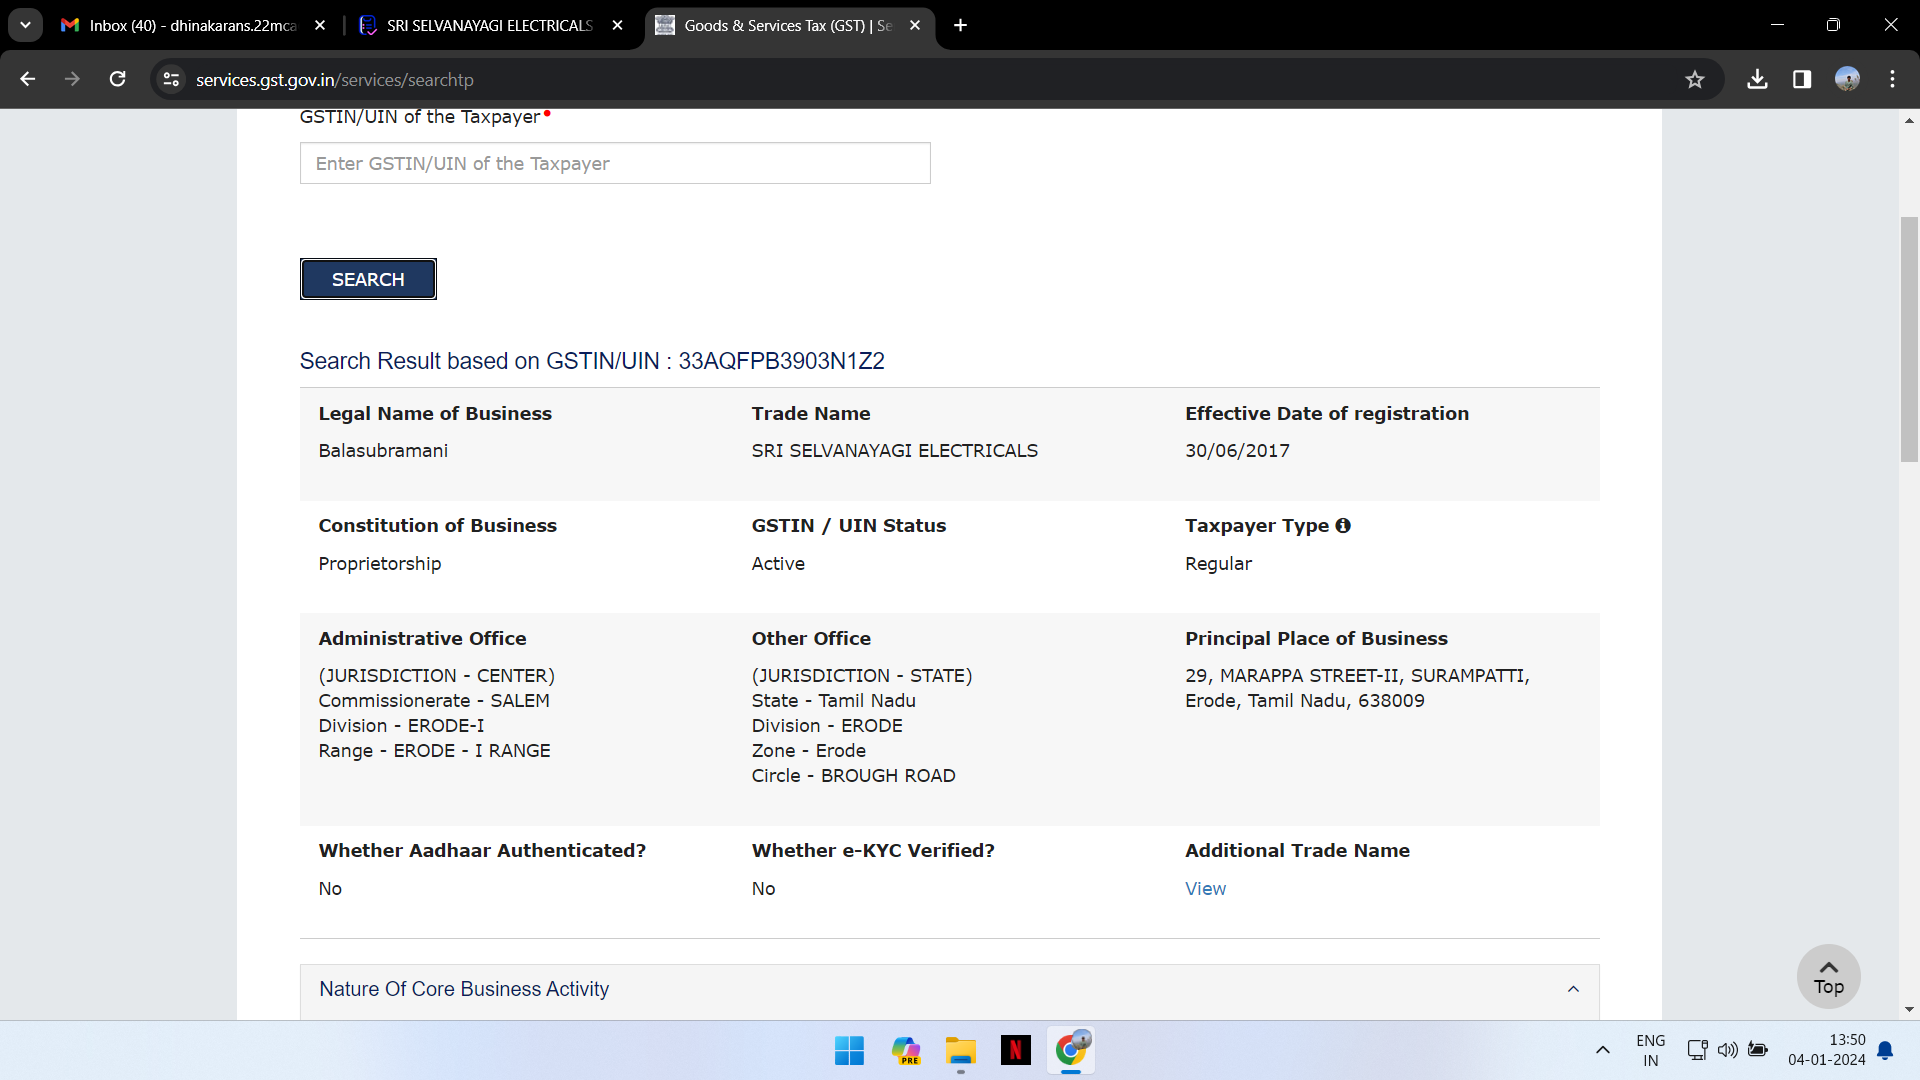 Inbox (40) - dhinakarans.22mca
SRI SELVANAYAGI ELECTRICALS
Goods & Services Tax (GST) | Se
services.gst.gov.in/services/searchtp
GSTIN/UIN of the Taxpayer•
Enter GSTIN/UIN of the Taxpayer
SEARCH
Search Result based on GSTIN/UIN : 33AQFPB3903N1Z2
Legal Name of Business
Balasubramani
Trade Name
SRI SELVANAYAGI ELECTRICALS
Effective Date of registration
30/06/2017
Constitution of Business
Proprietorship
GSTIN / UIN Status
Active
Taxpayer Type
Regular
Administrative Office
(JURISDICTION - CENTER)
Commissionerate - SALEM
Division - ERODE-I
Range - ERODE - I RANGE
Other Office
(JURISDICTION - STATE)
State - Tamil Nadu
Division - ERODE
Zone - Erode
Circle - BROUGH ROAD
Principal Place of Business
29, MARAPPA STREET-II, SURAMPATTI,
Erode, Tamil Nadu, 638009
Whether Aadhaar Authenticated?
No
Whether e-KYC Verified?
No
Additional Trade Name
View
Nature Of Core Business Activity
Top
PRE
N
ENG
IN
13:50
04-01-2024